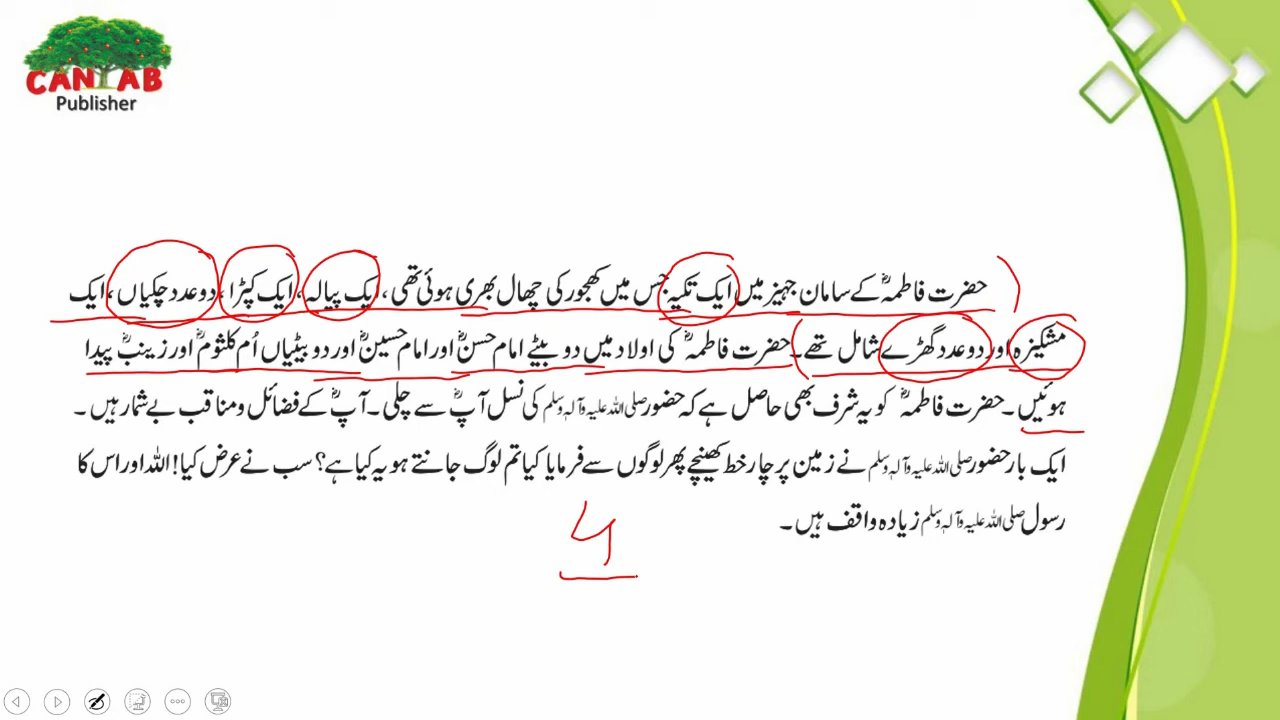 CANTAB
Publisher
حضرت فاطمہؓ کے سامان جہیز میں ایک تکیہ جس میں کھجور کی چھال بھری ہوئی تھی، ایک پیالہ، ایک کپڑا، دو عدد چکیاں، ایک
مشکیزہ اور دو عدد گھڑے شامل تھے۔ حضرت فاطمہؓ کی اولاد میں دو بیٹے امام حسنؓ اور امام حسینؓ اور دو بیٹیاں اُم کلثومؓ اور زینبؓ پیدا
ہوئیں۔ حضرت فاطمہؓ کو یہ شرف بھی حاصل ہے کہ حضور صلی اللہ علیہ وآلہٖ وسلم کی نسل آپؓ سے چلی۔ آپؓ کے فضائل و مناقب بے شمار ہیں۔
ایک بار حضور صلی اللہ علیہ وآلہٖ وسلم نے زمین پر چار خط کھینچے پھر لوگوں سے فرمایا کیا تم لوگ جانتے ہو یہ کیا ہے؟ سب نے عرض کیا! اللہ اور اس کا
رسول صلی اللہ علیہ وآلہٖ وسلم زیادہ واقف ہیں۔
4